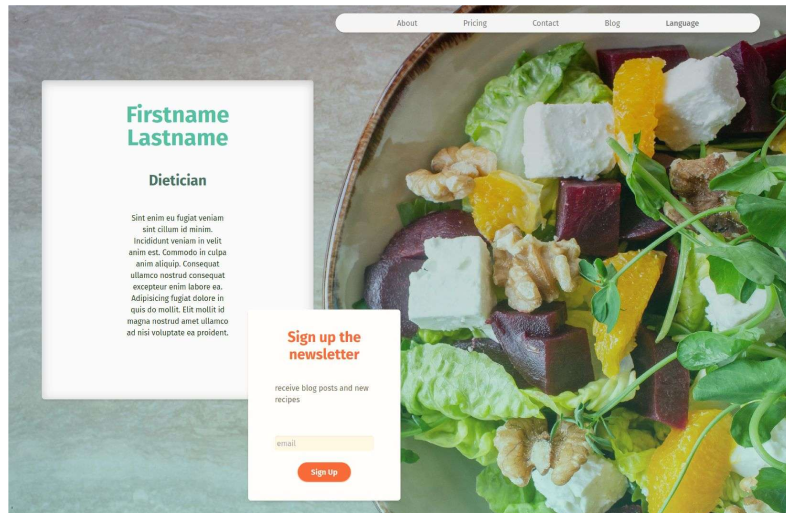 About Pricing Contact Blog Language
Firstname
Lastname
Dietician
Sint enim eu fugiat veniam
sint cillum id minim.
Incididunt veniam in velit
anim est. Commodo in culpa
anim aliquip. Consequat
ullamco nostrud consequat
excepteur enim labore ea.
Adipisicing fugiat dolore in
quis do mollit. Elit mollit id
magna nostrud amet ullamco
ad nisi voluptate ea proident.
Sign up the
newsletter
receive blog posts and new
recipes
email
Sign Up